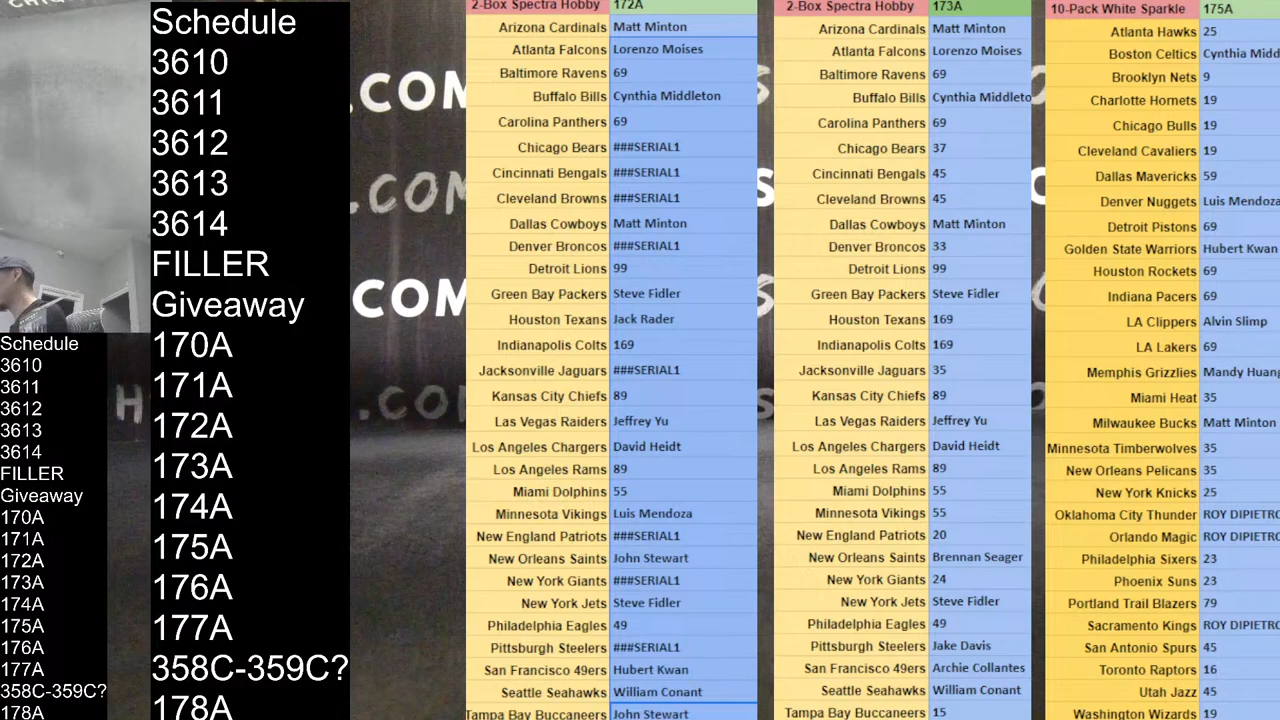 Schedule
3610
3611
3612
3613
3614
FILLER
Giveaway
170A
171A
172A
173A
174A
175A
176A
177A
358C-359C?
178A
Schedule
3610
3611
3612
3613
3614
FILLER
Giveaway
170A
171A
172A
173A
174A
175A
176A
177A
358C-359C?
178A
.COM
.COM
.COM
.COM
2-Box Spectra Hobby 172A
Arizona Cardinals Matt Minton
Atlanta Falcons Lorenzo Moises
Baltimore Ravens 69
Buffalo Bills Cynthia Middleton
Carolina Panthers 69
Chicago Bears ###SERIAL1
Cincinnati Bengals ###SERIAL1
Cleveland Browns ###SERIAL1
Dallas Cowboys Matt Minton
Denver Broncos ###SERIAL1
Detroit Lions 99
Green Bay Packers Steve Fidler
Houston Texans Jack Rader
Indianapolis Colts 169
Jacksonville Jaguars ###SERIAL1
Kansas City Chiefs 89
Las Vegas Raiders Jeffrey Yu
Los Angeles Chargers David Heidt
Los Angeles Rams 89
Miami Dolphins 55
Minnesota Vikings Luis Mendoza
New England Patriots ###SERIAL1
New Orleans Saints John Stewart
New York Giants ###SERIAL1
New York Jets Steve Fidler
Philadelphia Eagles 49
Pittsburgh Steelers ###SERIAL1
San Francisco 49ers Hubert Kwan
Seattle Seahawks William Conant
Tampa Bay Buccaneers John Stewart
2-Box Spectra Hobby 173A
Arizona Cardinals Matt Minton
Atlanta Falcons Lorenzo Moises
Baltimore Ravens 69
Buffalo Bills Cynthia Middleto
Carolina Panthers 69
Chicago Bears 37
Cincinnati Bengals 45
Cleveland Browns 45
Dallas Cowboys Matt Minton
Denver Broncos 33
Detroit Lions 99
Green Bay Packers Steve Fidler
Houston Texans 169
Indianapolis Colts 169
Jacksonville Jaguars 35
Kansas City Chiefs 89
Las Vegas Raiders Jeffrey Yu
Los Angeles Chargers David Heidt
Los Angeles Rams 89
Miami Dolphins 55
Minnesota Vikings 55
New England Patriots 20
New Orleans Saints Brennan Seager
New York Giants 24
New York Jets Steve Fidler
Philadelphia Eagles 49
Pittsburgh Steelers Jake Davis
San Francisco 49ers Archie Collantes
Seattle Seahawks William Conant
Tampa Bay Buccaneers 15
10-Pack White Sparkle 175A
Atlanta Hawks 25
Boston Celtics Cynthia Midd
Brooklyn Nets 9
Charlotte Hornets 19
Chicago Bulls 19
Cleveland Cavaliers 19
Dallas Mavericks 59
Denver Nuggets Luis Mendoza
Detroit Pistons 69
Golden State Warriors Hubert Kwan
Houston Rockets 69
Indiana Pacers 69
LA Clippers Alvin Slimp
LA Lakers 69
Memphis Grizzlies Mandy Huang
Miami Heat 35
Milwaukee Bucks Matt Minton
Minnesota Timberwolves 35
New Orleans Pelicans 35
New York Knicks 25
Oklahoma City Thunder ROY DIPIETRO
Orlando Magic ROY DIPIETRO
Philadelphia Sixers 23
Phoenix Suns 23
Portland Trail Blazers 79
Sacramento Kings ROY DIPIETRO
San Antonio Spurs 45
Toronto Raptors 16
Utah Jazz 45
Washington Wizards 19